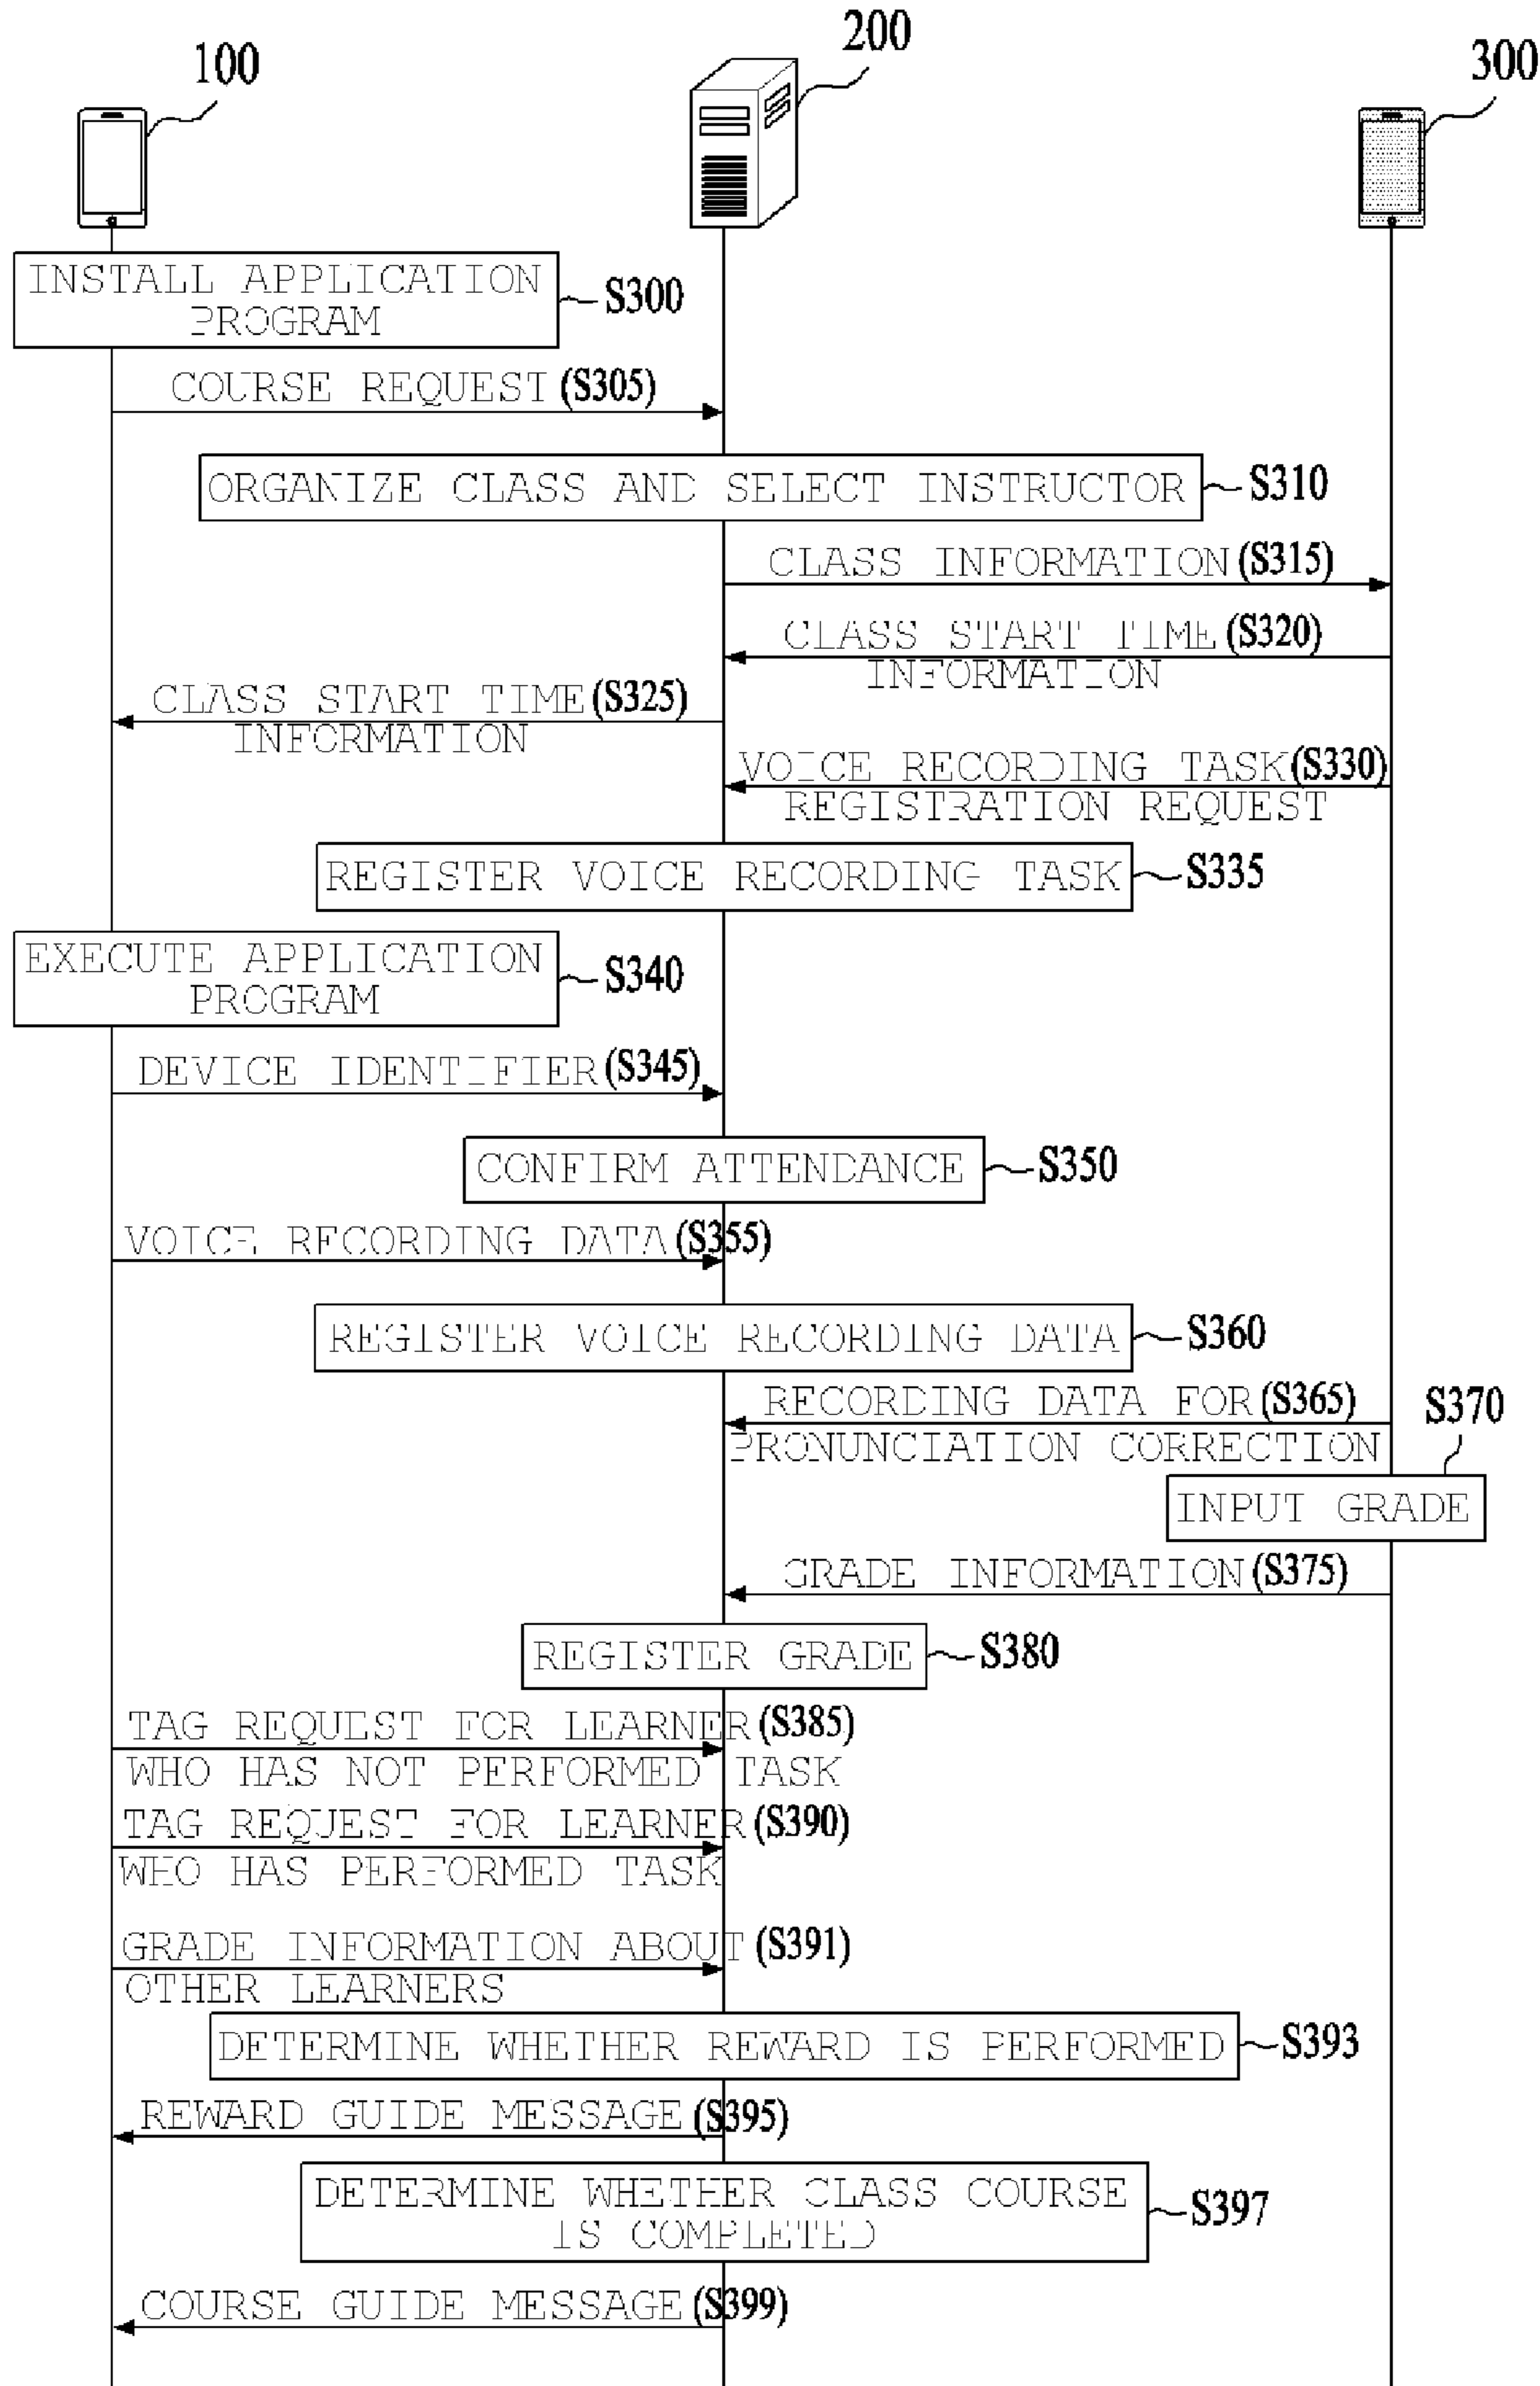 100
200
300
INSTALL APPLICATION
PROGRAM
S300
COURSE REQUEST (S305)
ORGANIZE CLASS AND SELECT INSTRUCTOR
S310
CLASS INFORMATION (S315)
CLASS START TIME (S320)
INFORMATION
CLASS START TIME (S325)
INFORMATION
VOICE RECORDING TASK (S330)
REGISTRATION REQUEST
REGISTER VOICE RECORDING TASK
S335
EXECUTE APPLICATION
PROGRAM
S340
DEVICE IDENTIFIER (S345)
CONFIRM ATTENDANCE
S350
VOICE RECORDING DATA (S355)
REGISTER VOICE RECORDING DATA
S360
RECORDING DATA FOR (S365)
PRONUNCIATION CORRECTION
S370
INPUT GRADE
GRADE INFORMATION (S375)
REGISTER GRADE
S380
TAG REQUEST FOR LEARNER (S385)
WHO HAS NOT PERFORMED TASK
TAG REQUEST FOR LEARNER (S390)
WHO HAS PERFORMED TASK
GRADE INFORMATION ABOUT (S391)
OTHER LEARNERS
DETERMINE WHETHER REWARD IS PERFORMED
S393
REWARD GUIDE MESSAGE (S395)
DETERMINE WHETHER CLASS COURSE
IS COMPLETED
S397
COURSE GUIDE MESSAGE (S399)